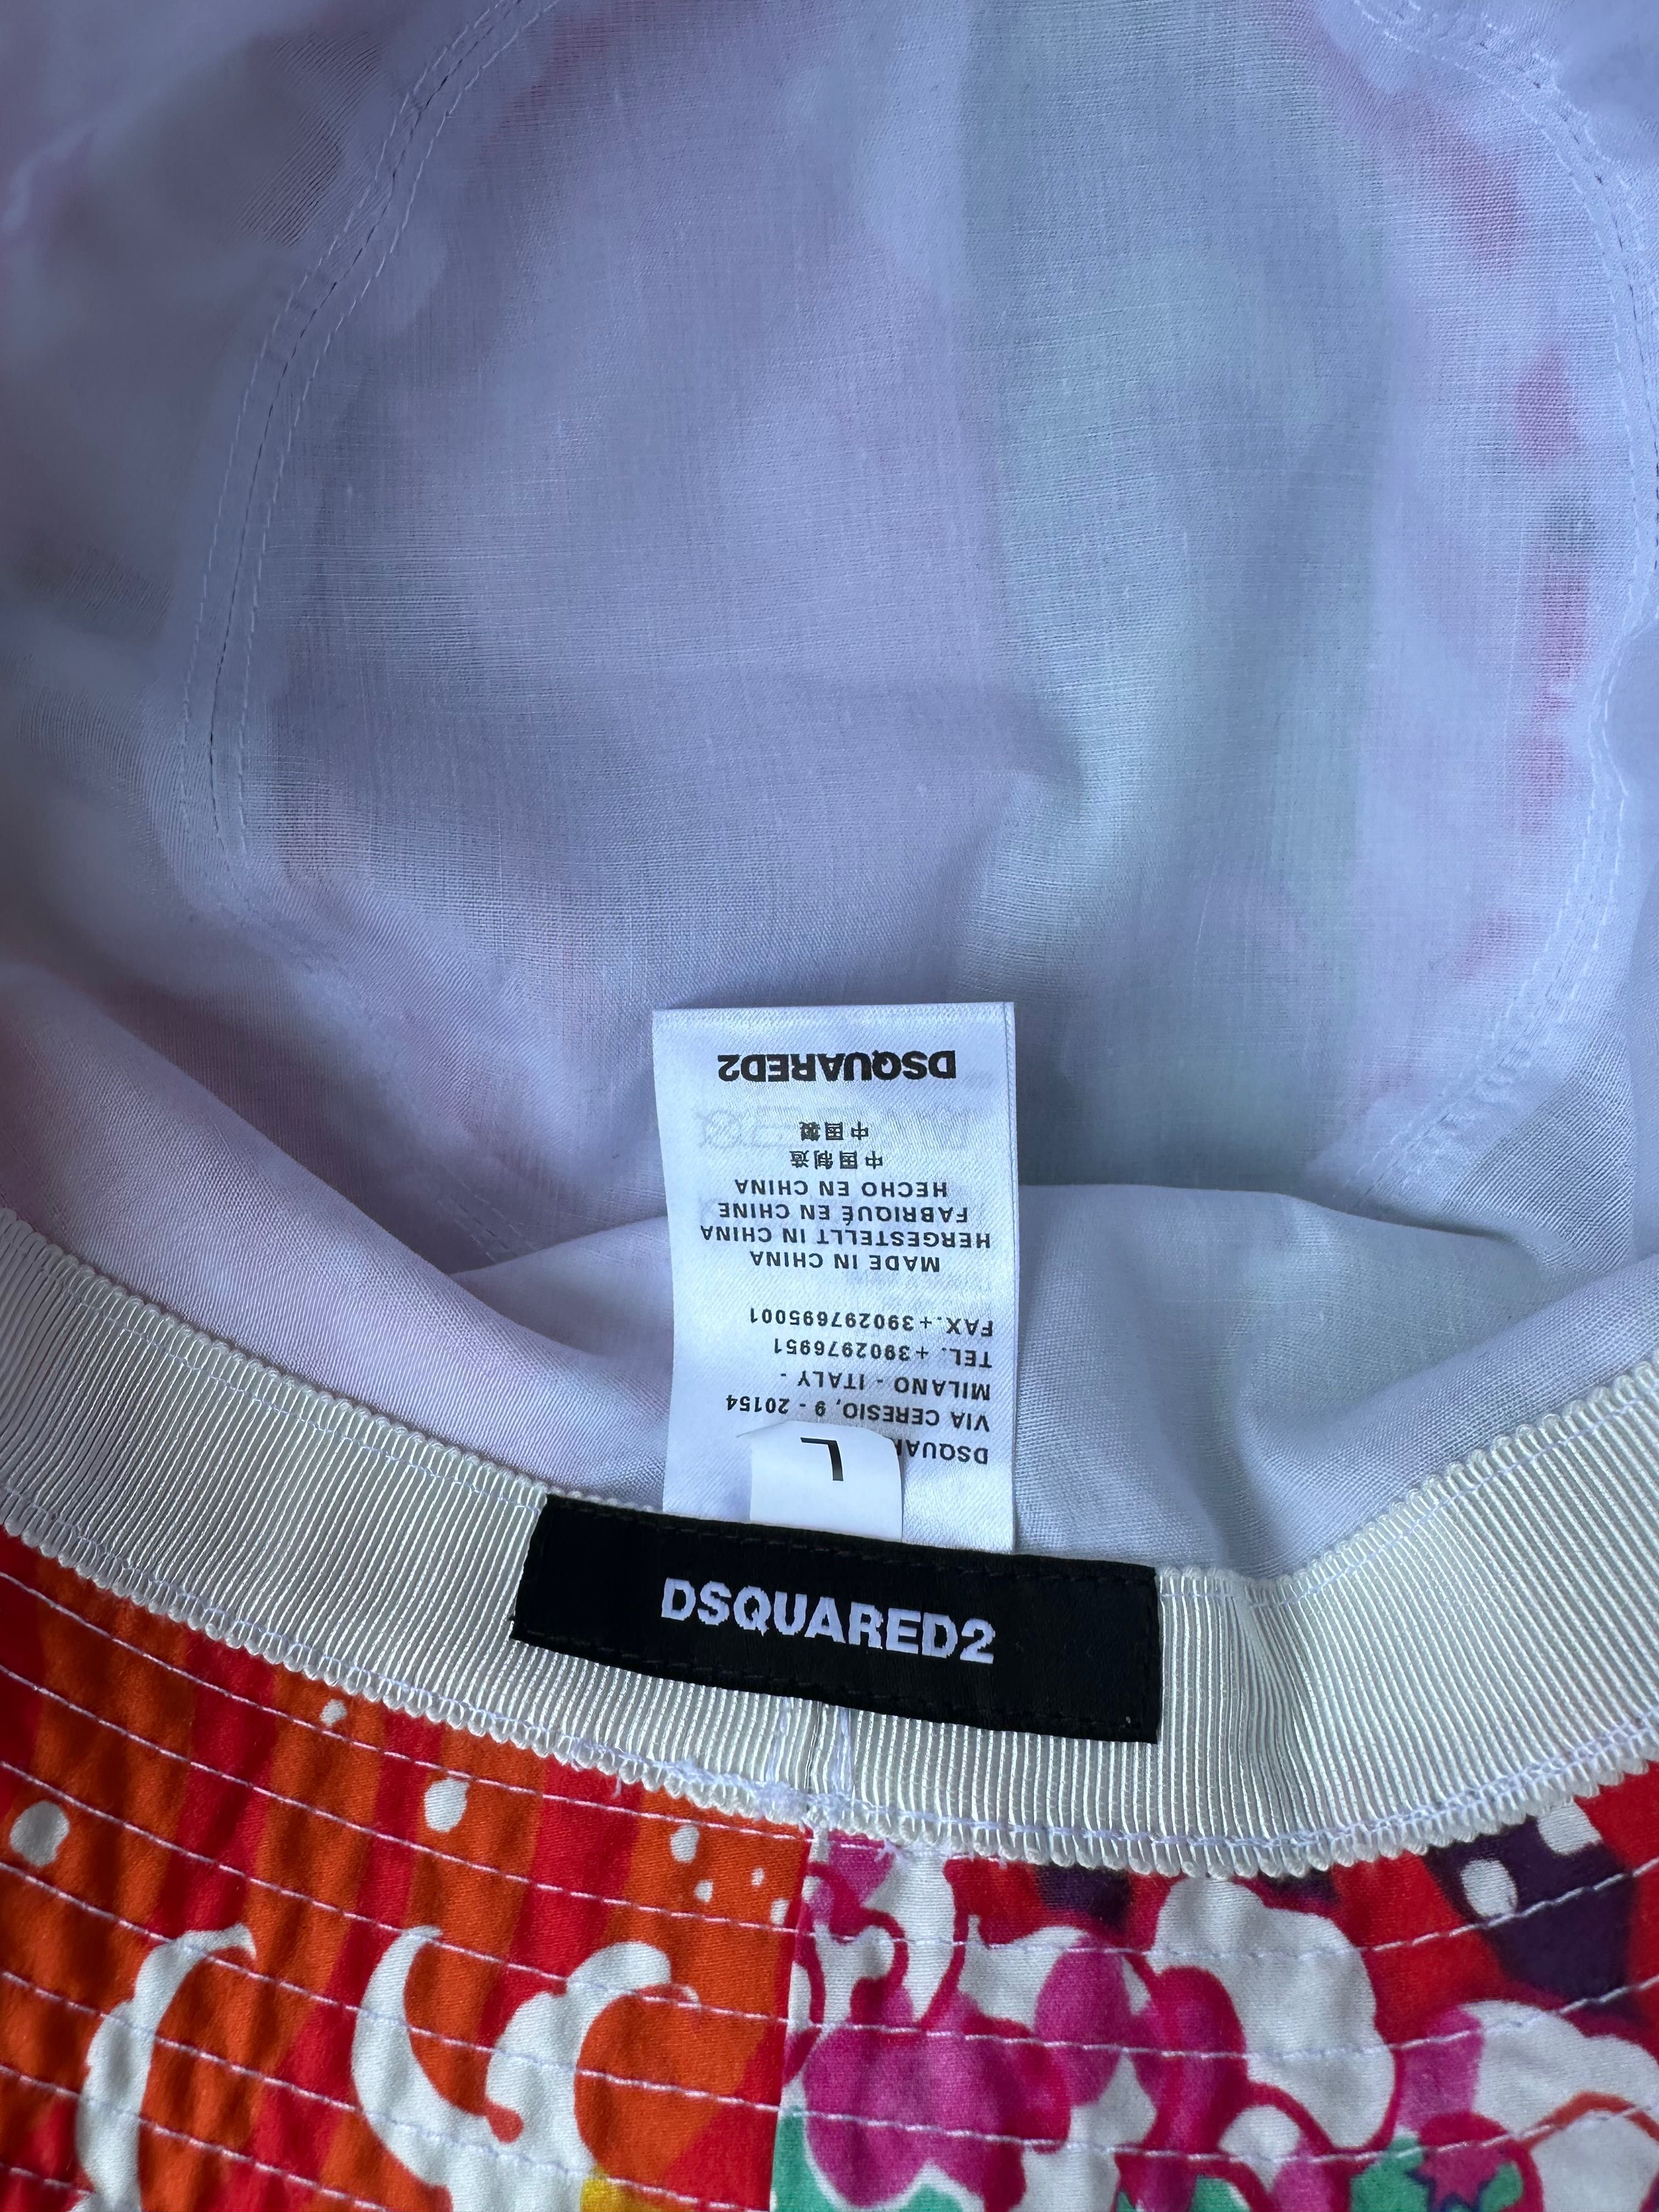 DSQUARED2
L
DSQUAR
VIA CERESIO, 9 - 20154
MILANO - ITALY -
TEL. +3902976951
FAX. +390297695001
MADE IN CHINA
HERGESTELLT IN CHINA
FABRIQUÉ EN CHINE
HECHO EN CHINA
中国制造
中国製
DSQUARED2